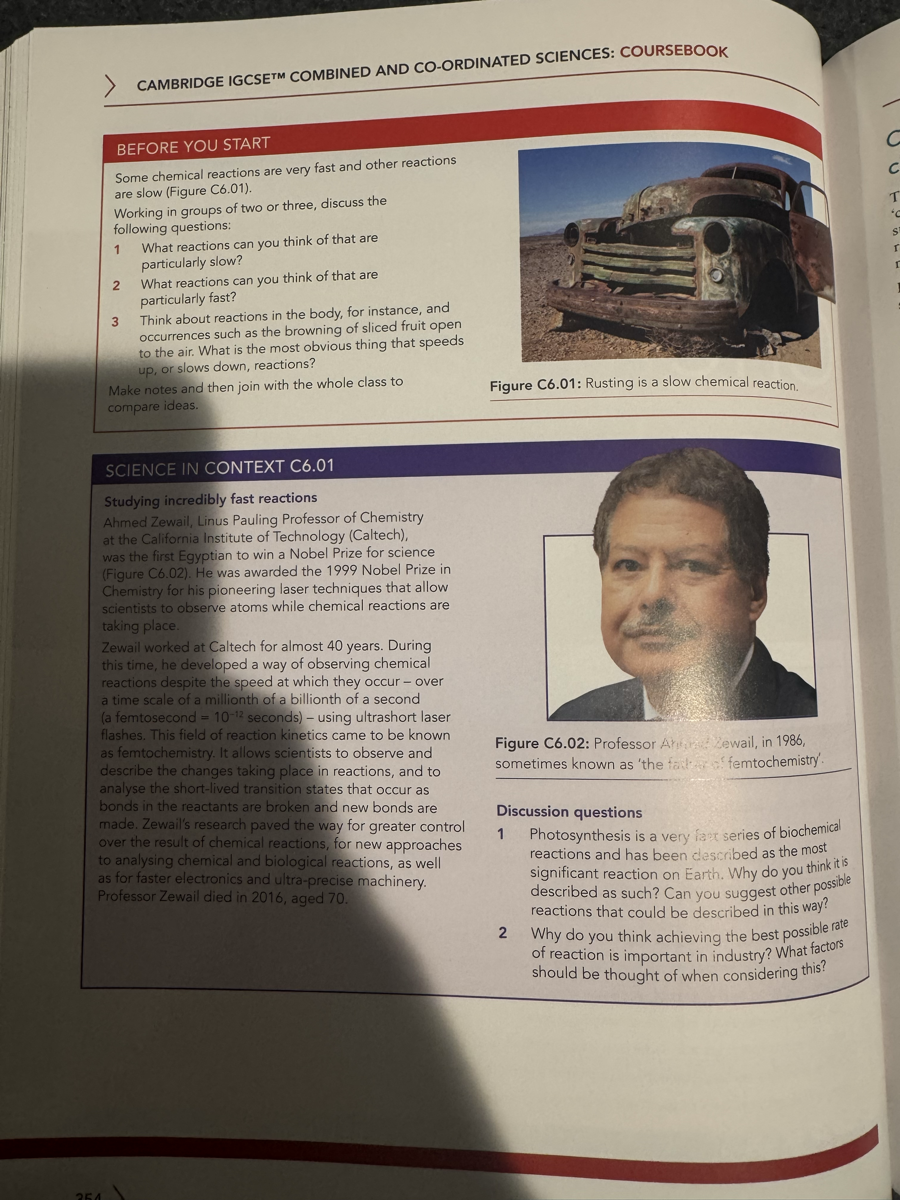 CAMBRIDGE IGCSE™ COMBINED AND CO-ORDINATED SCIENCES: COURSEBOOK
BEFORE YOU START
Some chemical reactions are very fast and other reactions
are slow (Figure C6.01).
Working in groups of two or three, discuss the
following questions:
1 What reactions can you think of that are
particularly slow?
2 What reactions can you think of that are
particularly fast?
3 Think about reactions in the body, for instance, and
occurrences such as the browning of sliced fruit open
to the air. What is the most obvious thing that speeds
up, or slows down, reactions?
Make notes and then join with the whole class to
compare ideas.
Figure C6.01: Rusting is a slow chemical reaction.
SCIENCE IN CONTEXT C6.01
Studying incredibly fast reactions
Ahmed Zewail, Linus Pauling Professor of Chemistry
at the California Institute of Technology (Caltech),
was the first Egyptian to win a Nobel Prize for science
(Figure C6.02). He was awarded the 1999 Nobel Prize in
Chemistry for his pioneering laser techniques that allow
scientists to observe atoms while chemical reactions are
taking place.
Zewail worked at Caltech for almost 40 years. During
this time, he developed a way of observing chemical
reactions despite the speed at which they occur – over
a time scale of a millionth of a billionth of a second
(a femtosecond = 10⁻¹² seconds) – using ultrashort laser
flashes. This field of reaction kinetics came to be known
as femtochemistry. It allows scientists to observe and
describe the changes taking place in reactions, and to
analyse the short-lived transition states that occur as
bonds in the reactants are broken and new bonds are
made. Zewail's research paved the way for greater control
over the result of chemical reactions, for new approaches
to analysing chemical and biological reactions, as well
as for faster electronics and ultra-precise machinery.
Professor Zewail died in 2016, aged 70.
Figure C6.02: Professor Ahmed Zewail, in 1986,
sometimes known as 'the father of femtochemistry'.
Discussion questions
1 Photosynthesis is a very fast series of biochemical
reactions and has been described as the most
significant reaction on Earth. Why do you think it is
described as such? Can you suggest other possible
reactions that could be described in this way?
2 Why do you think achieving the best possible rate
of reaction is important in industry? What factors
should be thought of when considering this?